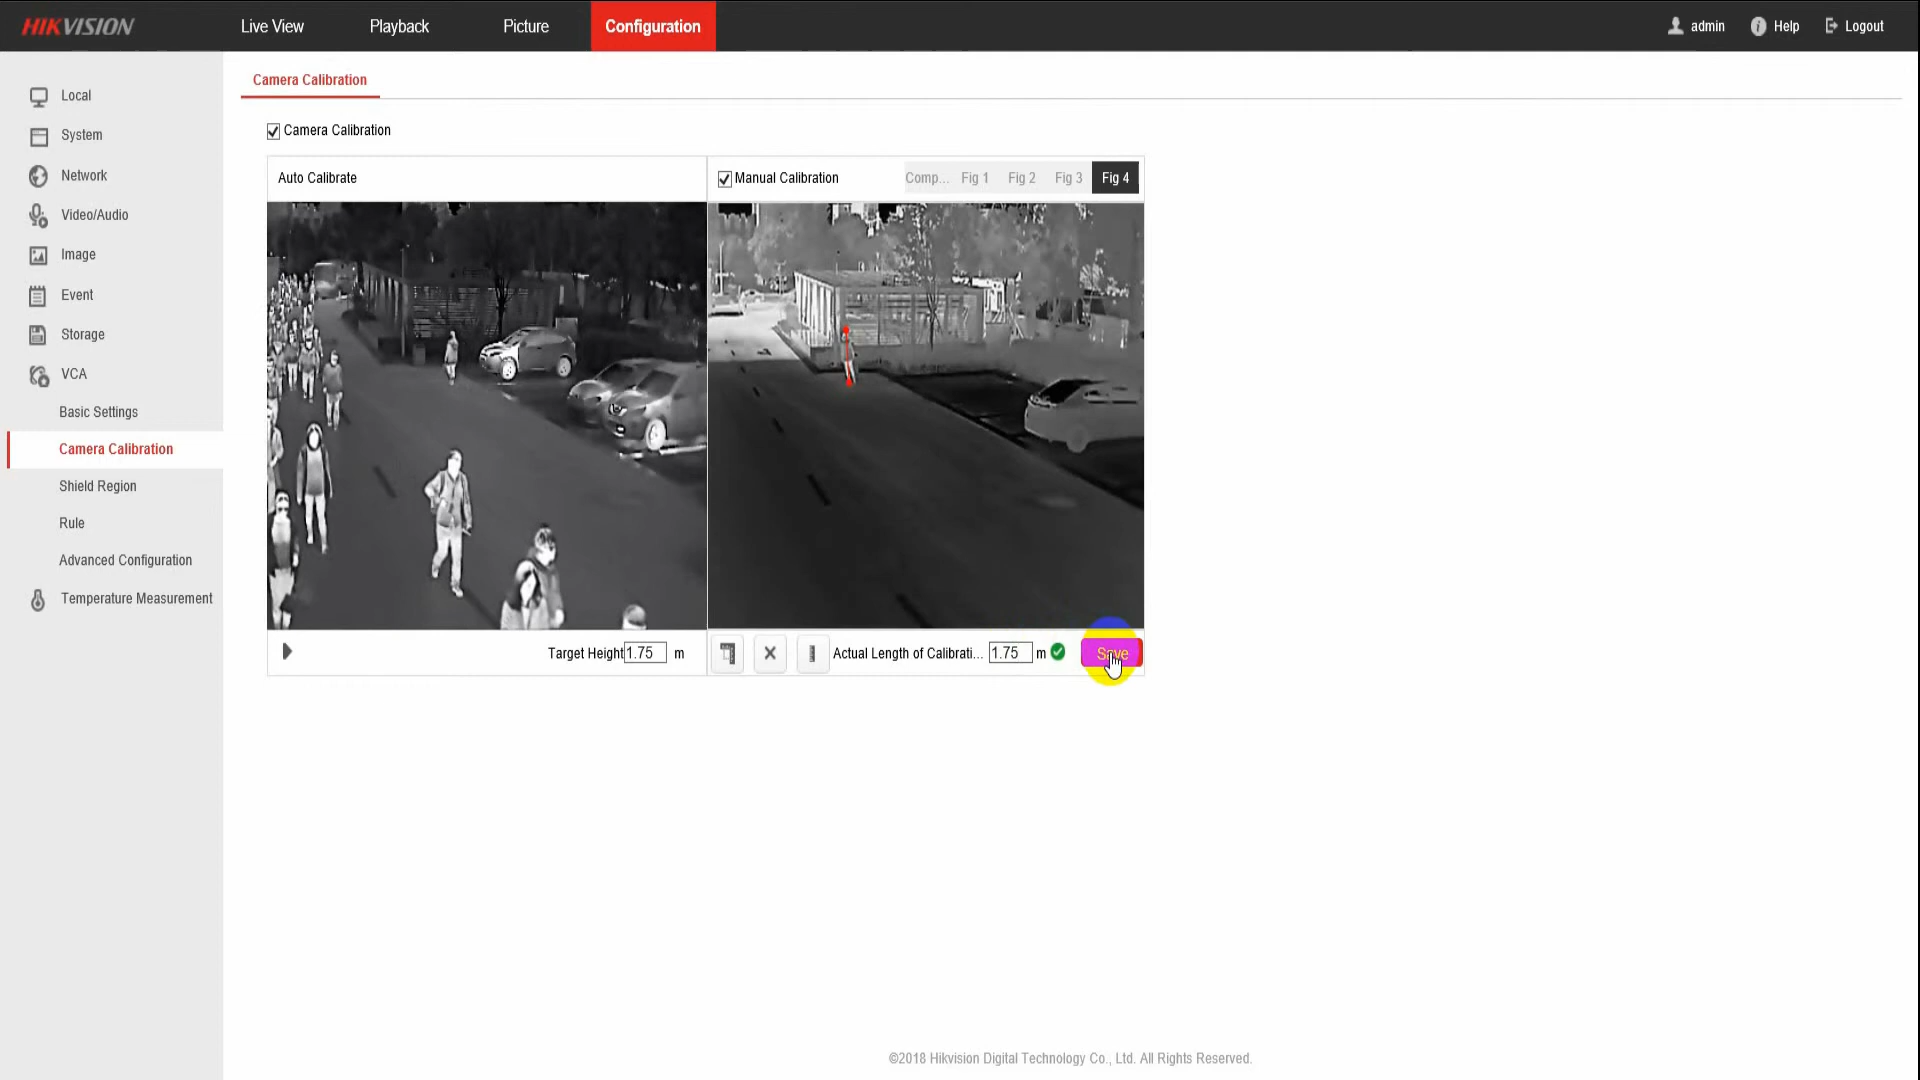 HIKVISION
Live View
Playback
Picture
Configuration
admin
Help
Logout
Local
System
Network
Video/Audio
Image
Event
Storage
VCA
Basic Settings
Camera Calibration
Shield Region
Rule
Advanced Configuration
Temperature Measurement
Camera Calibration
Camera Calibration
Auto Calibrate
Manual Calibration
Comp... Fig 1 Fig 2 Fig 3 Fig 4
Target Height 1.75 m
Actual Length of Calibrati... 1.75 m
Save
©2018 Hikvision Digital Technology Co., Ltd. All Rights Reserved.